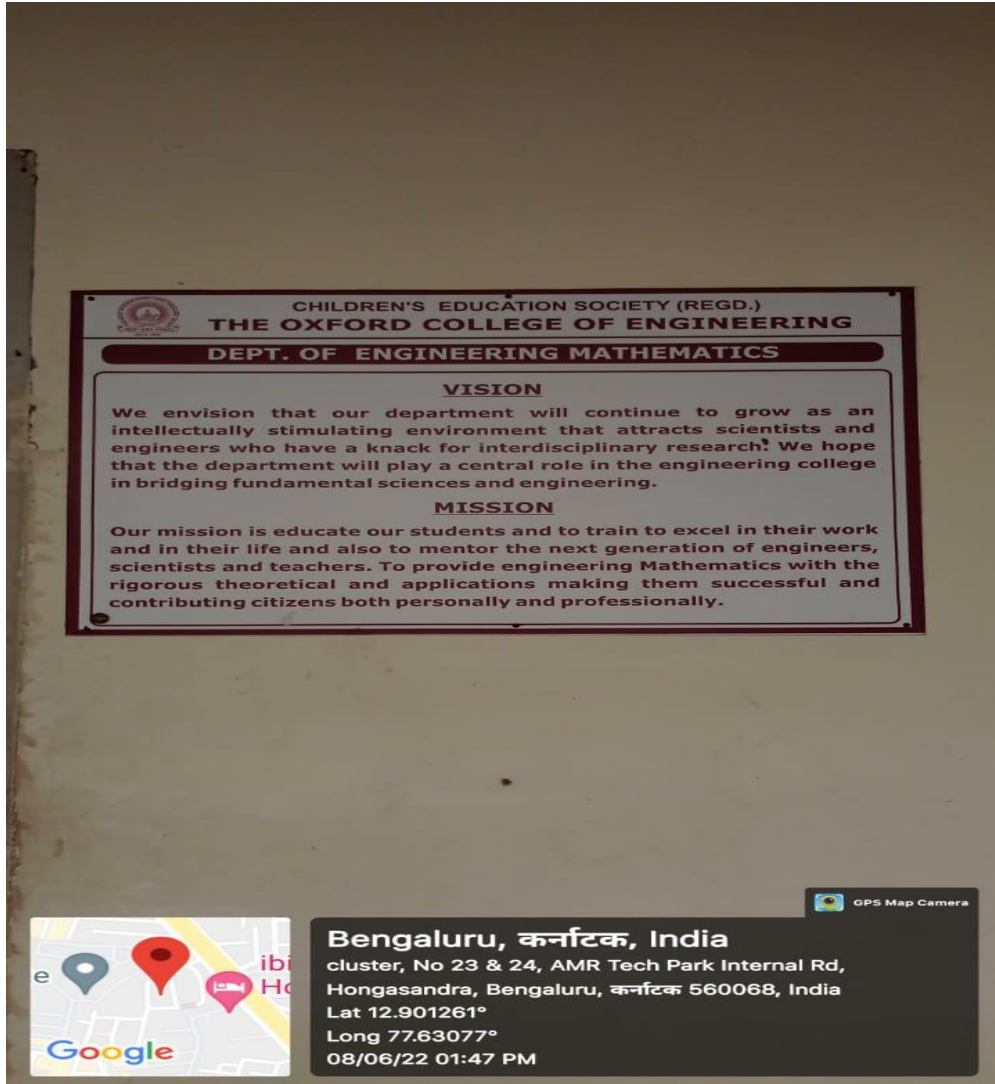 CHILDREN'S EDUCATION SOCIETY (REGD.)
THE OXFORD COLLEGE OF ENGINEERING
DEPT. OF ENGINEERING MATHEMATICS
VISION
We envision that our department will continue to grow as an
intellectually stimulating environment that attracts scientists and
engineers who have a knack for interdisciplinary research. We hope
that the department will play a central role in the engineering college
in bridging fundamental sciences and engineering.
MISSION
Our mission is educate our students and to train to excel in their work
and in their life and also to mentor the next generation of engineers,
scientists and teachers. To provide engineering Mathematics with the
rigorous theoretical and applications making them successful and
contributing citizens both personally and professionally.
GPS Map Camera
e
ibi
Ho
Google
Bengaluru, कर्नाटक, India
cluster, No 23 & 24, AMR Tech Park Internal Rd,
Hongasandra, Bengaluru, कर्नाटक 560068, India
Lat 12.901261°
Long 77.63077°
08/06/22 01:47 PM